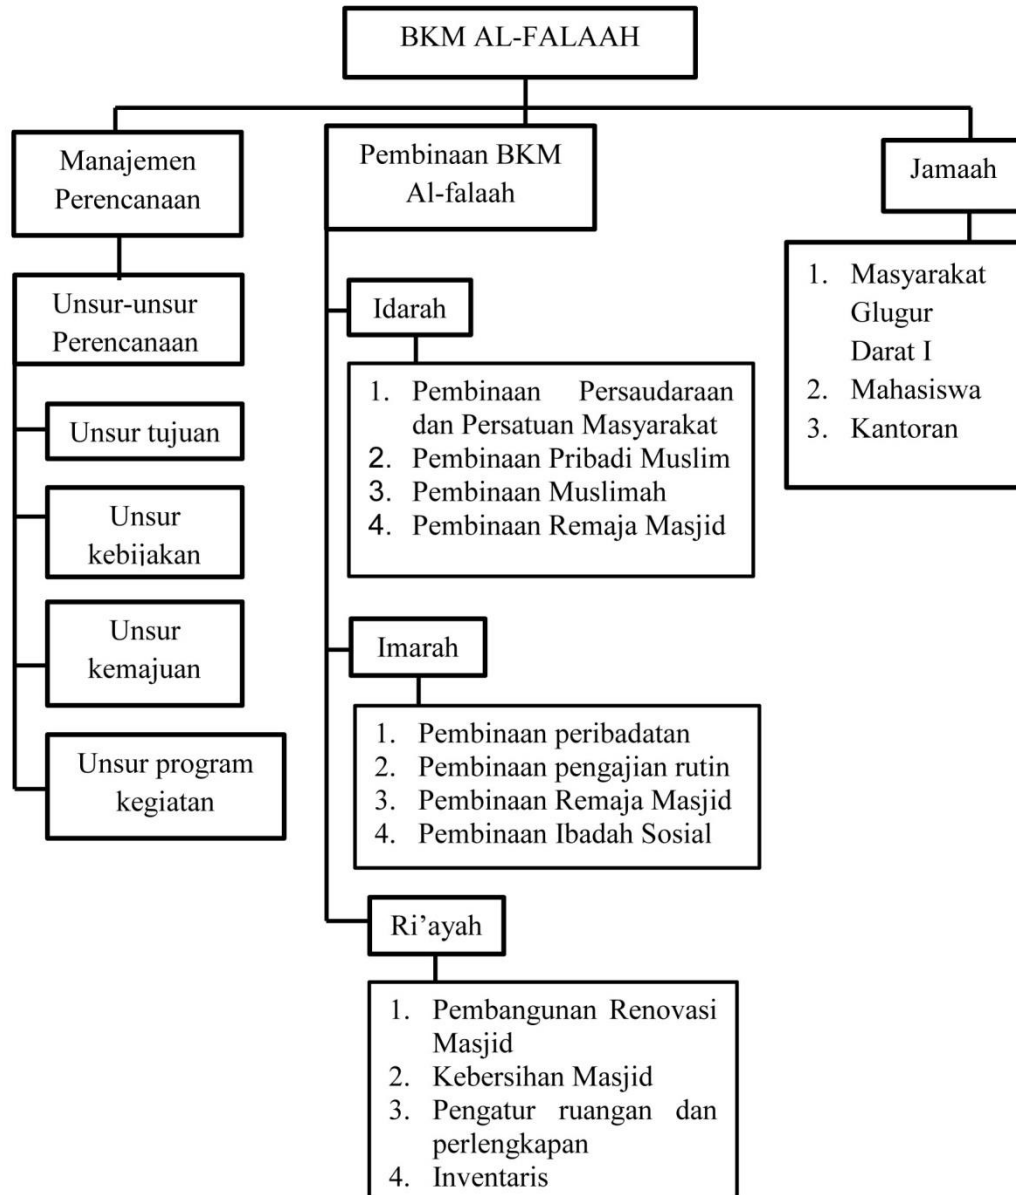 BKM AL-FALAAH
Manajemen
Perencanaan
Unsur-unsur
Perencanaan
Unsur tujuan
Unsur
kebijakan
Unsur
kemajuan
Unsur program
kegiatan
Pembinaan BKM
Al-falaah
Idarah
1. Pembinaan Persaudaraan
dan Persatuan Masyarakat
2. Pembinaan Pribadi Muslim
3. Pembinaan Muslimah
4. Pembinaan Remaja Masjid
Imarah
1. Pembinaan peribadatan
2. Pembinaan pengajian rutin
3. Pembinaan Remaja Masjid
4. Pembinaan Ibadah Sosial
Ri’ayah
1. Pembangunan Renovasi
Masjid
2. Kebersihan Masjid
3. Pengatur ruangan dan
perlengkapan
4. Inventaris
Jamaah
1. Masyarakat
Glugur
Darat I
2. Mahasiswa
3. Kantoran